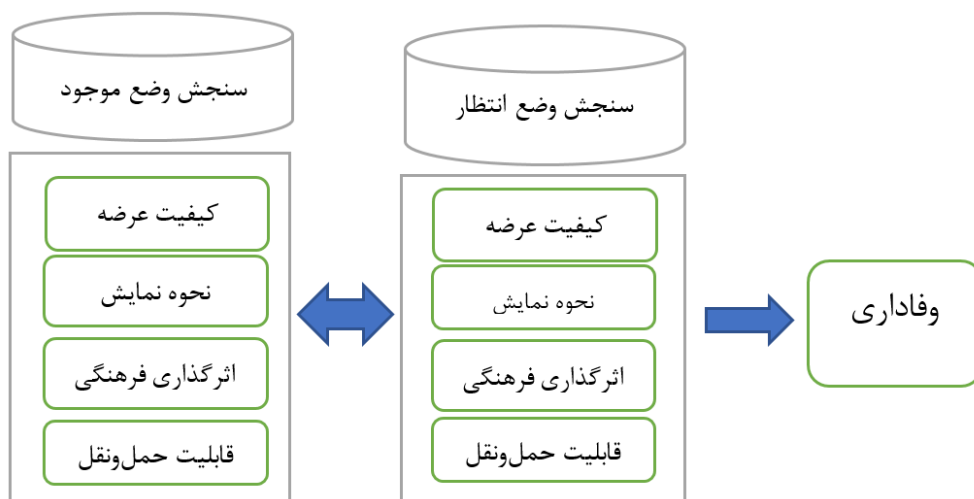 سنجش وضع موجود
سنجش وضع انتظار
کیفیت عرضه
نحوه نمایش
اثرگذاری فرهنگی
قابلیت حمل‌ونقل
کیفیت عرضه
نحوه نمایش
اثرگذاری فرهنگی
قابلیت حمل‌ونقل
وفاداری